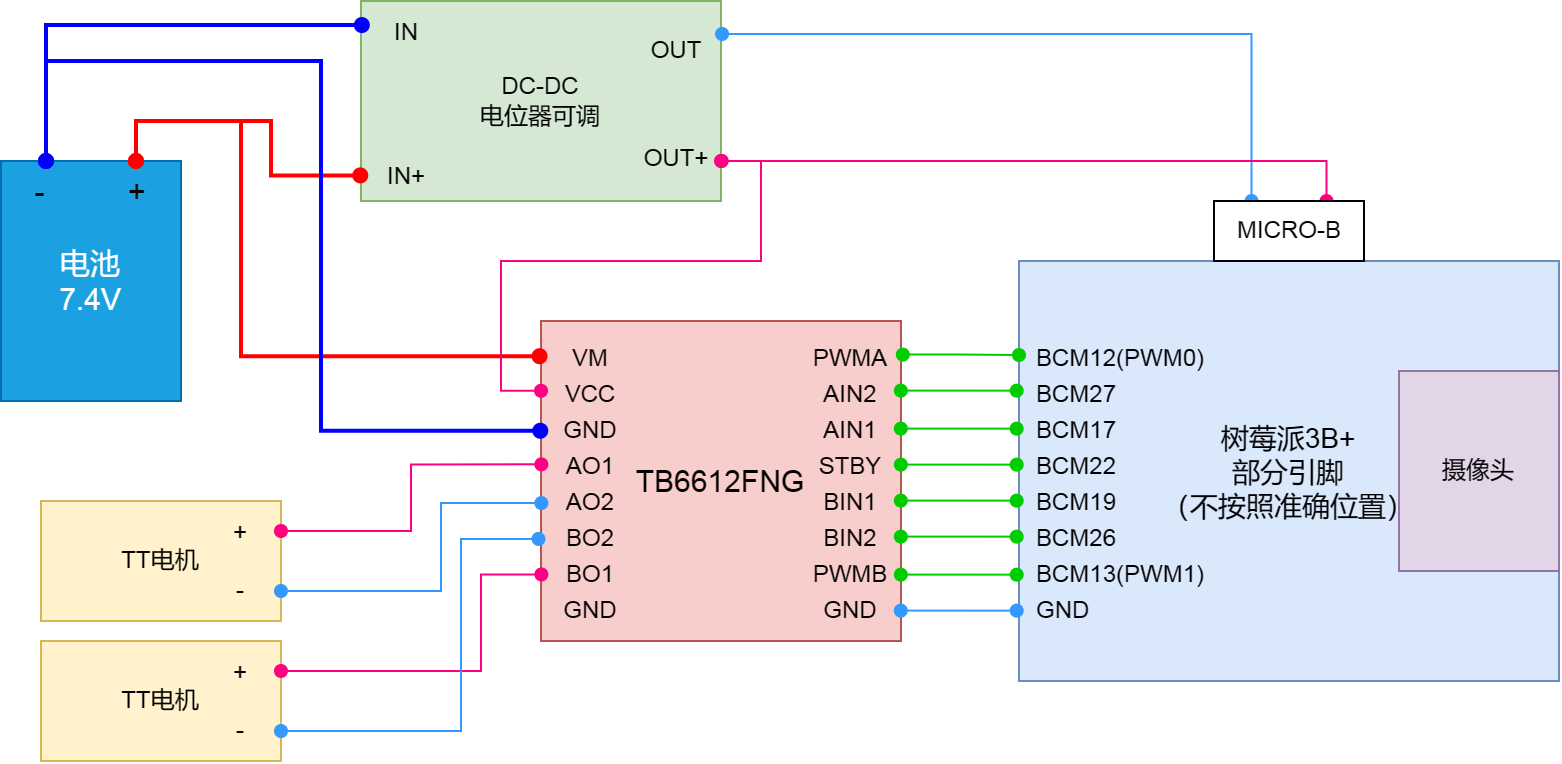 IN
OUT
DC-DC
电位器可调
OUT+
IN+
- +
电池
7.4V
MICRO-B
VM
VCC
GND
AO1
AO2
BO2
BO1
GND
TB6612FNG
PWMA
AIN2
AIN1
STBY
BIN1
BIN2
PWMB
GND
BCM12(PWM0)
BCM27
BCM17
BCM22
BCM19
BCM26
BCM13(PWM1)
GND
树莓派3B+
部分引脚
（不按照准确位置）
摄像头
+
TT电机
-
+
TT电机
-